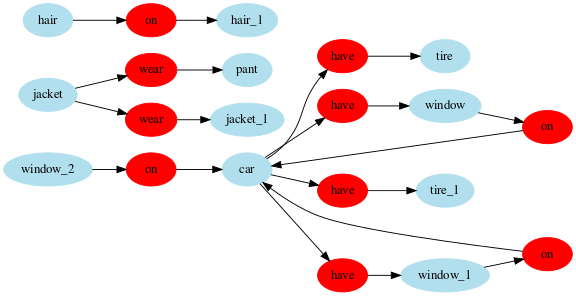 hair on hair_1
have tire
wear pant
jacket
have window
wear jacket_1
on
window_2 on car
have tire_1
on
have window_1